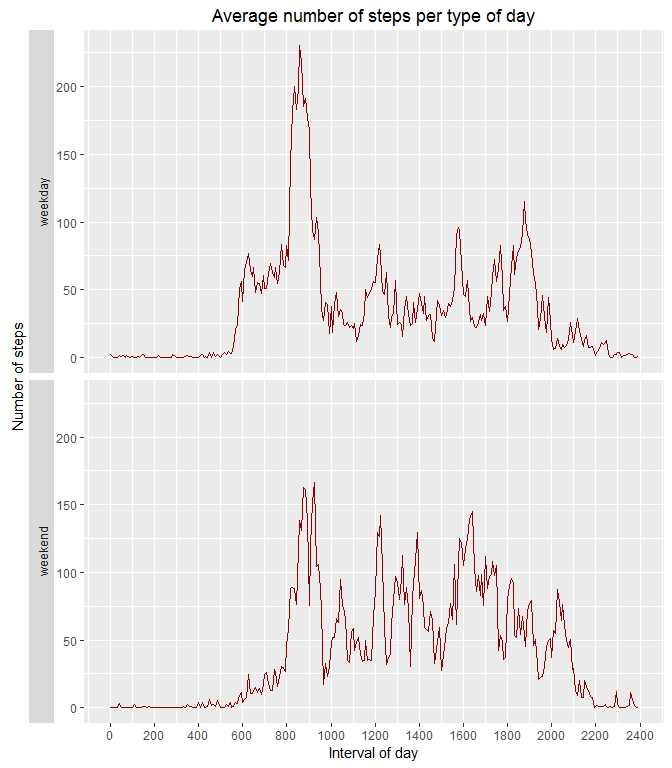 Average number of steps per type of day
Number of steps
weekday
200
150
100
50
0
weekend
200
150
100
50
0
0 200 400 600 800 1000 1200 1400 1600 1800 2000 2200 2400
Interval of day